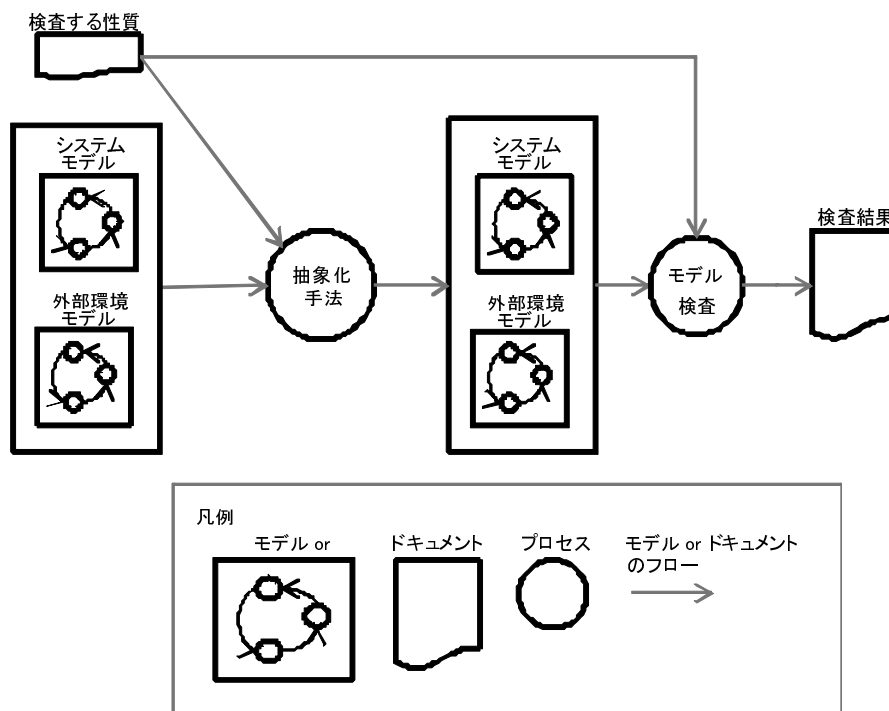 検査する性質
システム
モデル
外部環境
モデル
抽象化
手法
システム
モデル
外部環境
モデル
モデル
検査
検査結果
凡例
モデル or
ドキュメント
プロセス
モデル or ドキュメント
のフロー